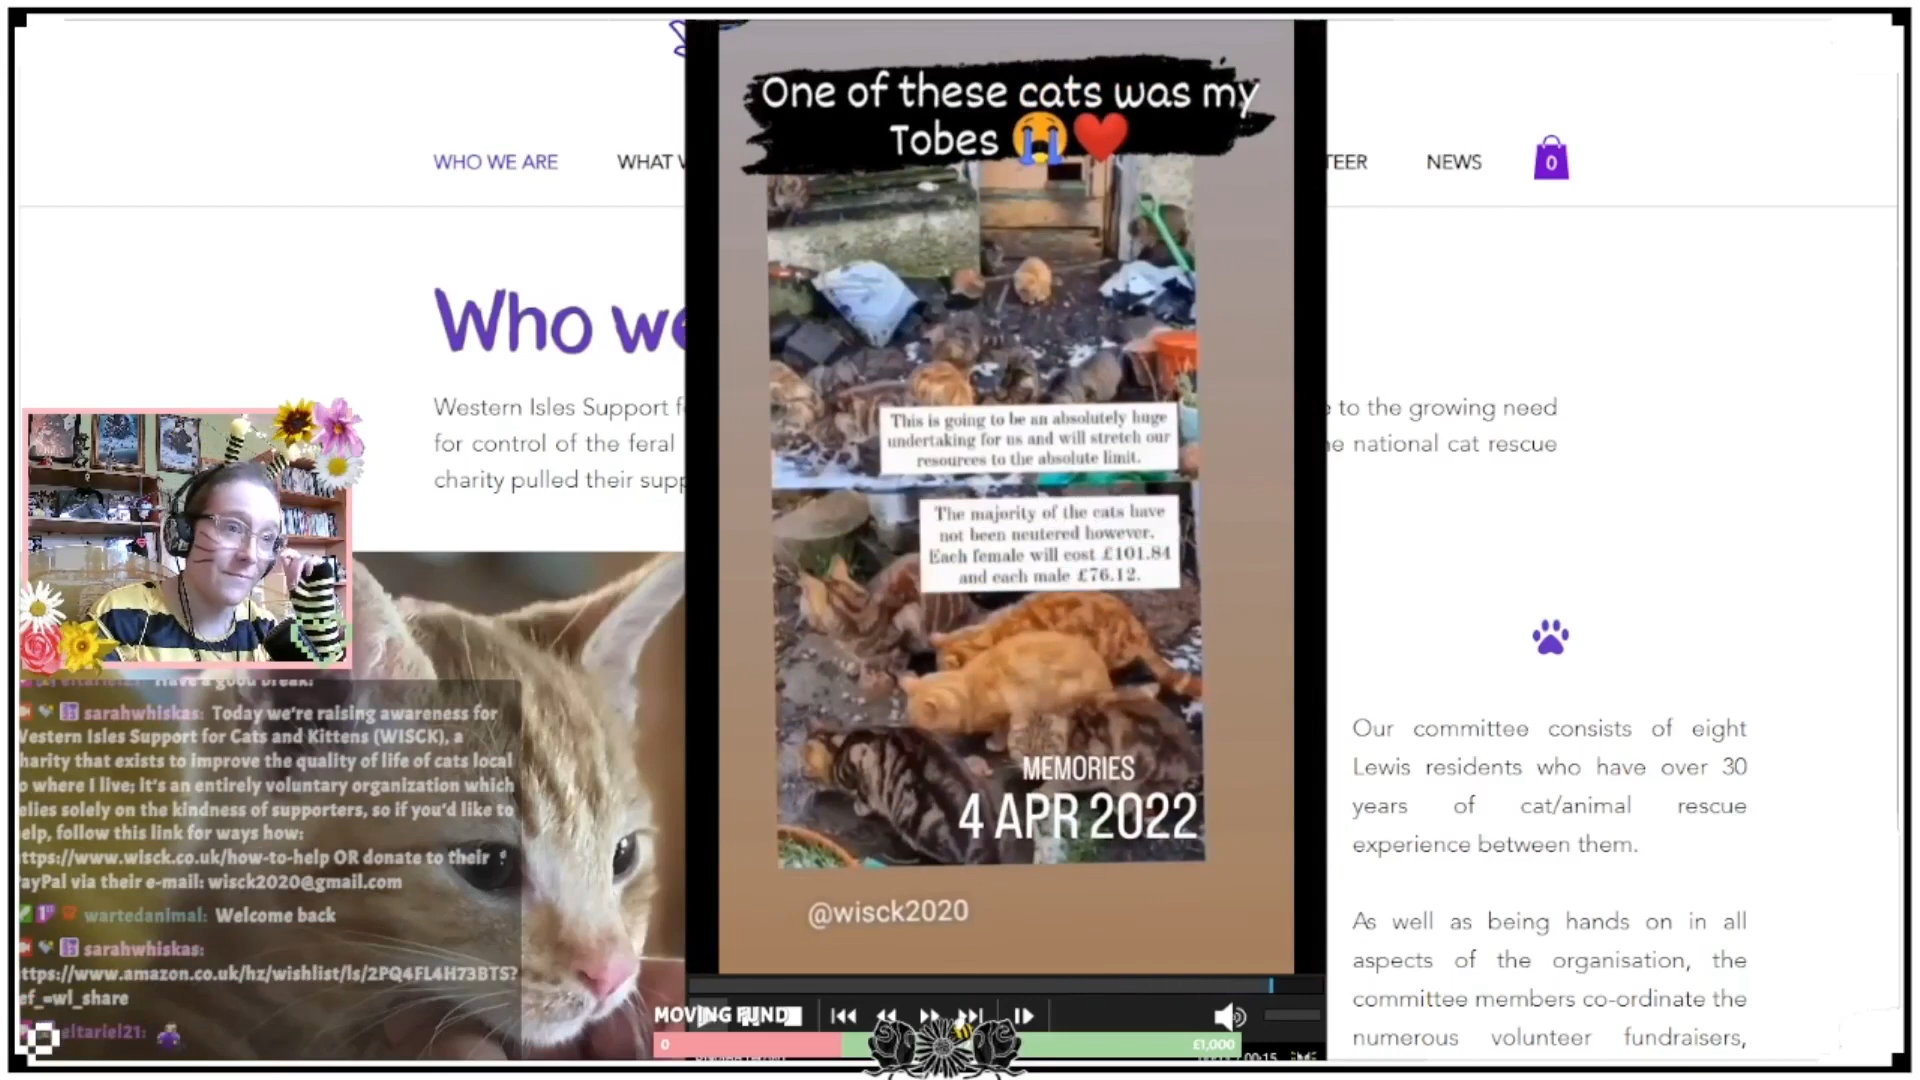 One of these cats was my
Tobes 😭❤️
WHO WE ARE
WHAT
NEWS
0
Who we
Western Isles Support
to the growing need
for control of the feral
national cat rescue
charity pulled their
This is going to be an absolutely huge
undertaking for us and will stretch our
resources to the absolute limit.
The majority of the cats have
not been neutered however.
Each female will cost £101.84
and each male £76.12.
MEMORIES
4 APR 2022
@wisck2020
Have a good break!
sarahwhiskas: Today we're raising awareness for
estern Isles Support for Cats and Kittens (WISCK), a
harity that exists to improve the quality of life of cats local
o where I live; it's an entirely voluntary organization which
elies solely on the kindness of supporters, so if you'd like to
elp, follow this link for ways how:
ttps://www.wisck.co.uk/how-to-help OR donate to their
ayPal via their e-mail: wisck2020@gmail.com
wartedanimal: Welcome back
sarahwhiskas:
ttps://www.amazon.co.uk/hz/wishlist/ls/2PQ4FL4H73BTS?
ef_=wl_share
eltariel21:
Our committee consists of eight
Lewis residents who have over 30
years of cat/animal rescue
experience between them.
As well as being hands on in all
aspects of the organisation, the
committee members co-ordinate the
numerous volunteer fundraisers,
MOVING FUND
0
£1,000
00:15